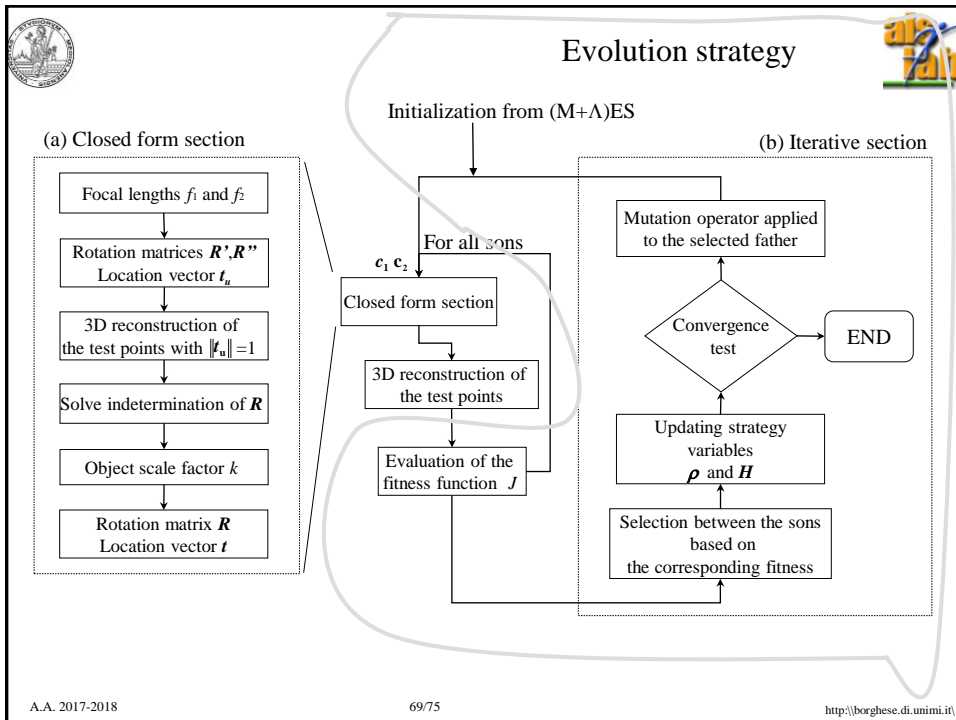 Evolution strategy
Initialization from (M+Λ)ES
(a) Closed form section
Focal lengths f1 and f2
Rotation matrices R',R''
Location vector tu
3D reconstruction of
the test points with ‖tu‖ =1
Solve indetermination of R
Object scale factor k
Rotation matrix R
Location vector t
For all sons
c1 c2
Closed form section
3D reconstruction of
the test points
Evaluation of the
fitness function J
(b) Iterative section
Mutation operator applied
to the selected father
Convergence
test
END
Updating strategy
variables
ρ and H
Selection between the sons
based on
the corresponding fitness
A.A. 2017-2018
69/75
http:\\borghese.di.unimi.it\